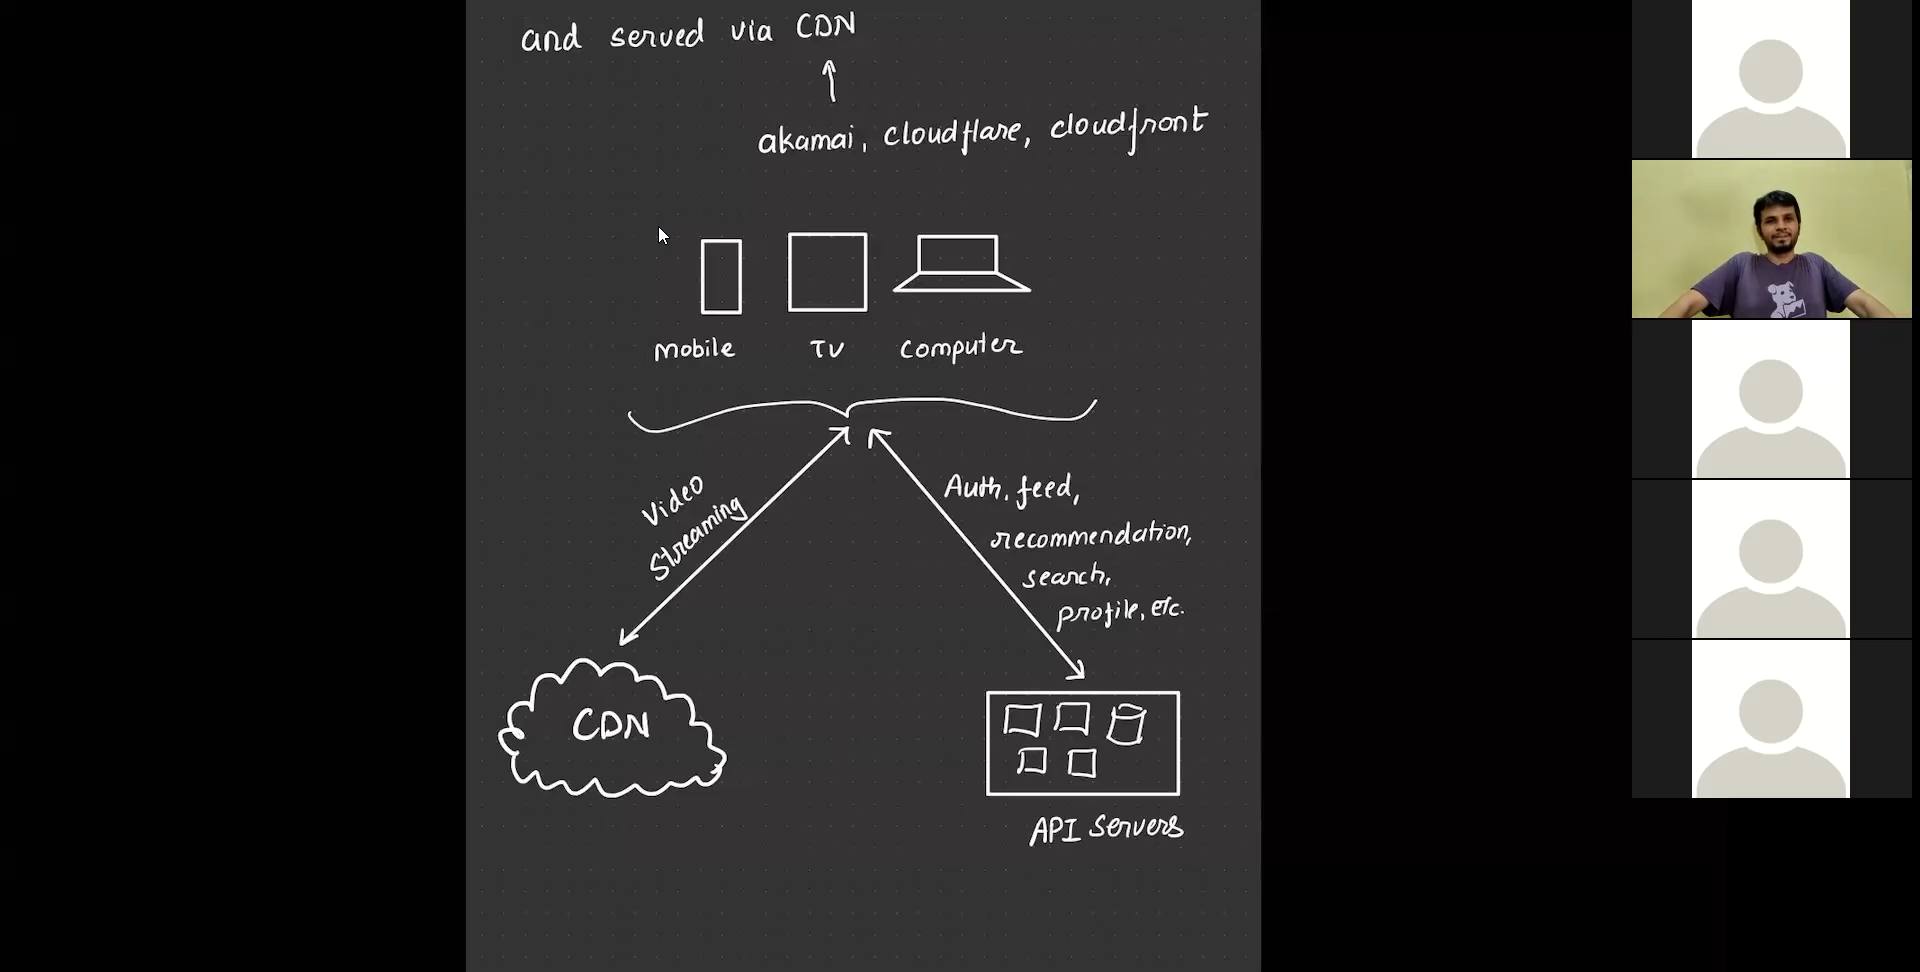 and served via CDN
akamai, cloudflare, cloudfront
Mobile TV Computer
Video
Streaming
Auth, feed,
recommendation,
search,
profile, etc.
CDN
API Servers